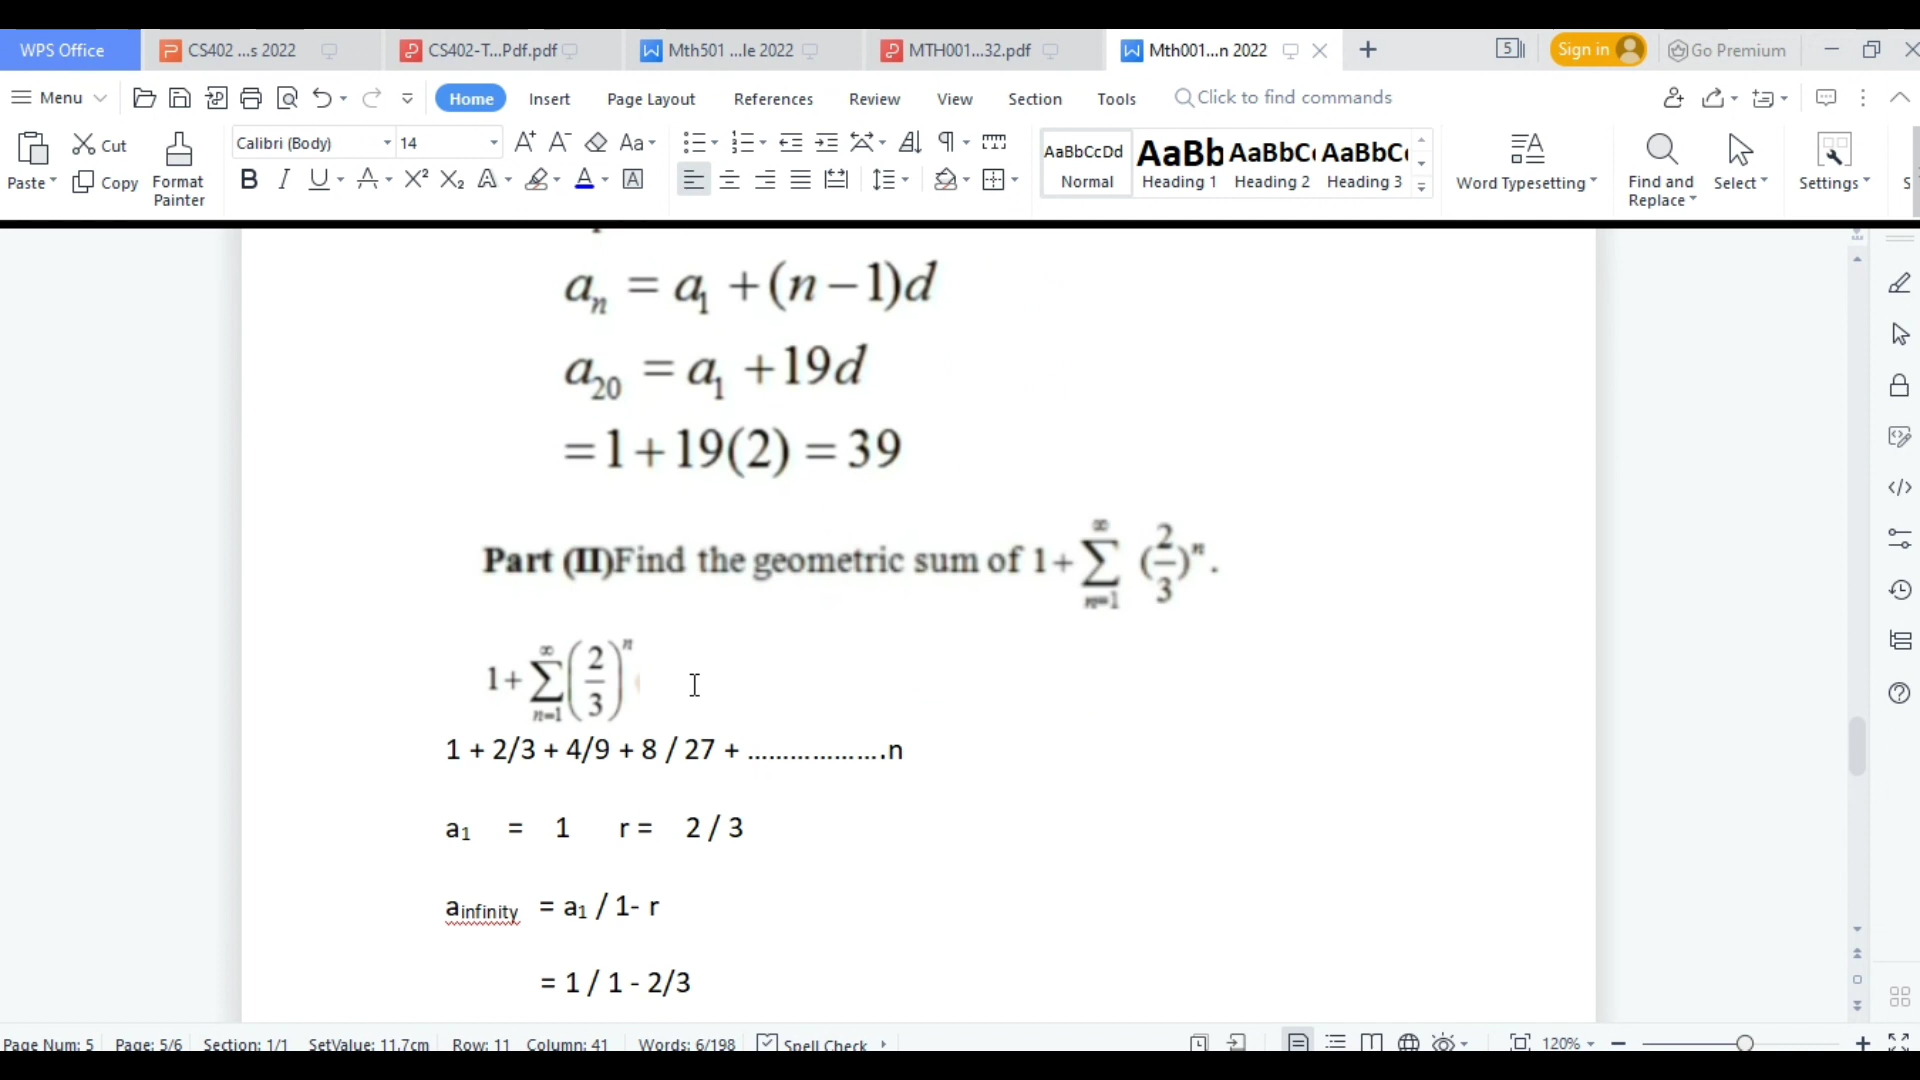 WPS Office CS402 ...s 2022 CS402-T...Pdf.pdf Mth501 ...le 2022 MTH001...32.pdf Mth001...n 2022 5 Sign in Go Premium
Menu Home Insert Page Layout References Review View Section Tools Click to find commands
Paste Cut Copy Format Painter
Calibri (Body) 14
AaBbCcDd AaBb AaBbC AaBbC
Normal Heading 1 Heading 2 Heading 3
Word Typesetting Find and Replace Select Settings
aₙ = a₁ + (n − 1)d
a₂₀ = a₁ + 19d
= 1 + 19(2) = 39
Part (II)Find the geometric sum of 1+ ∑_{n=1}^{∞} (2/3)ⁿ.
1+ ∑_{n=1}^{∞} (2/3)ⁿ
1 + 2/3 + 4/9 + 8 / 27 + ……………….n
a₁ = 1 r = 2 / 3
a infinity = a₁ / 1- r
= 1 / 1 - 2/3
Page Num: 5 Page: 5/6 Section: 1/1 SetValue: 11.7cm Row: 11 Column: 41 Words: 6/198 Spell Check 120%